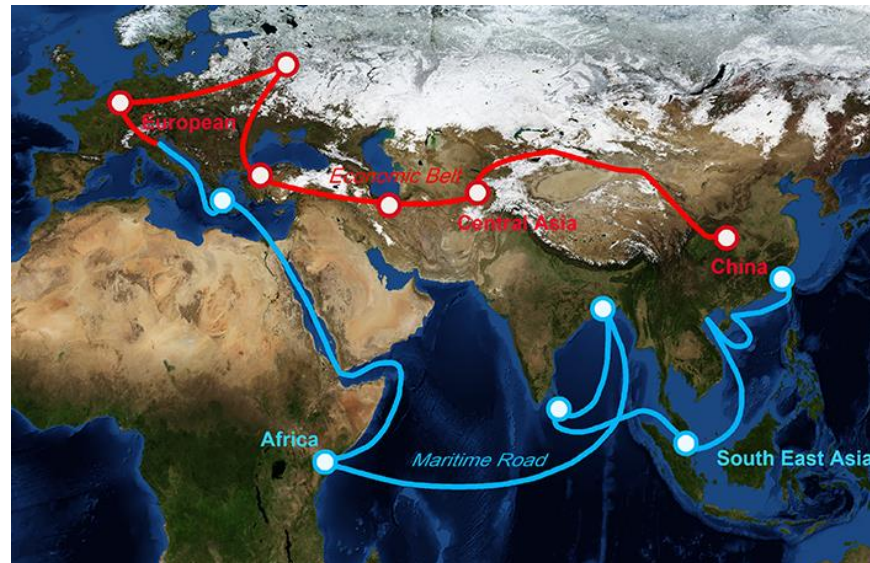 European
Economic Belt
Central Asia
China
Africa
Maritime Road
South East Asia